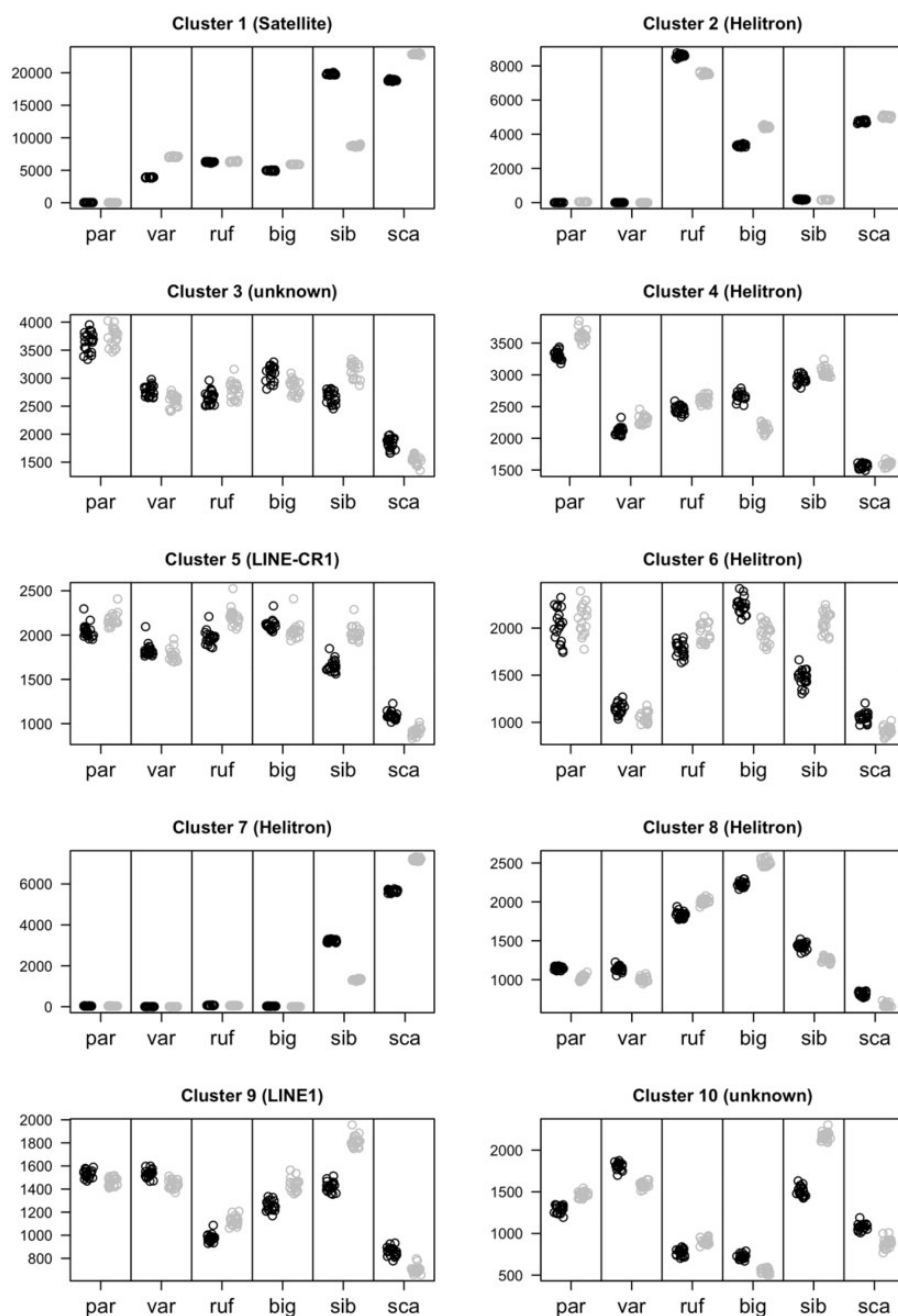 Cluster 1 (Satellite)
20000
15000
10000
5000
0
par var ruf big sib sca
Cluster 2 (Helitron)
8000
6000
4000
2000
0
par var ruf big sib sca
Cluster 3 (unknown)
4000
3500
3000
2500
2000
1500
par var ruf big sib sca
Cluster 4 (Helitron)
3500
3000
2500
2000
1500
par var ruf big sib sca
Cluster 5 (LINE-CR1)
2500
2000
1500
1000
par var ruf big sib sca
Cluster 6 (Helitron)
2000
1500
1000
par var ruf big sib sca
Cluster 7 (Helitron)
6000
4000
2000
0
par var ruf big sib sca
Cluster 8 (Helitron)
2500
2000
1500
1000
par var ruf big sib sca
Cluster 9 (LINE1)
2000
1800
1600
1400
1200
1000
800
par var ruf big sib sca
Cluster 10 (unknown)
2000
1500
1000
500
par var ruf big sib sca